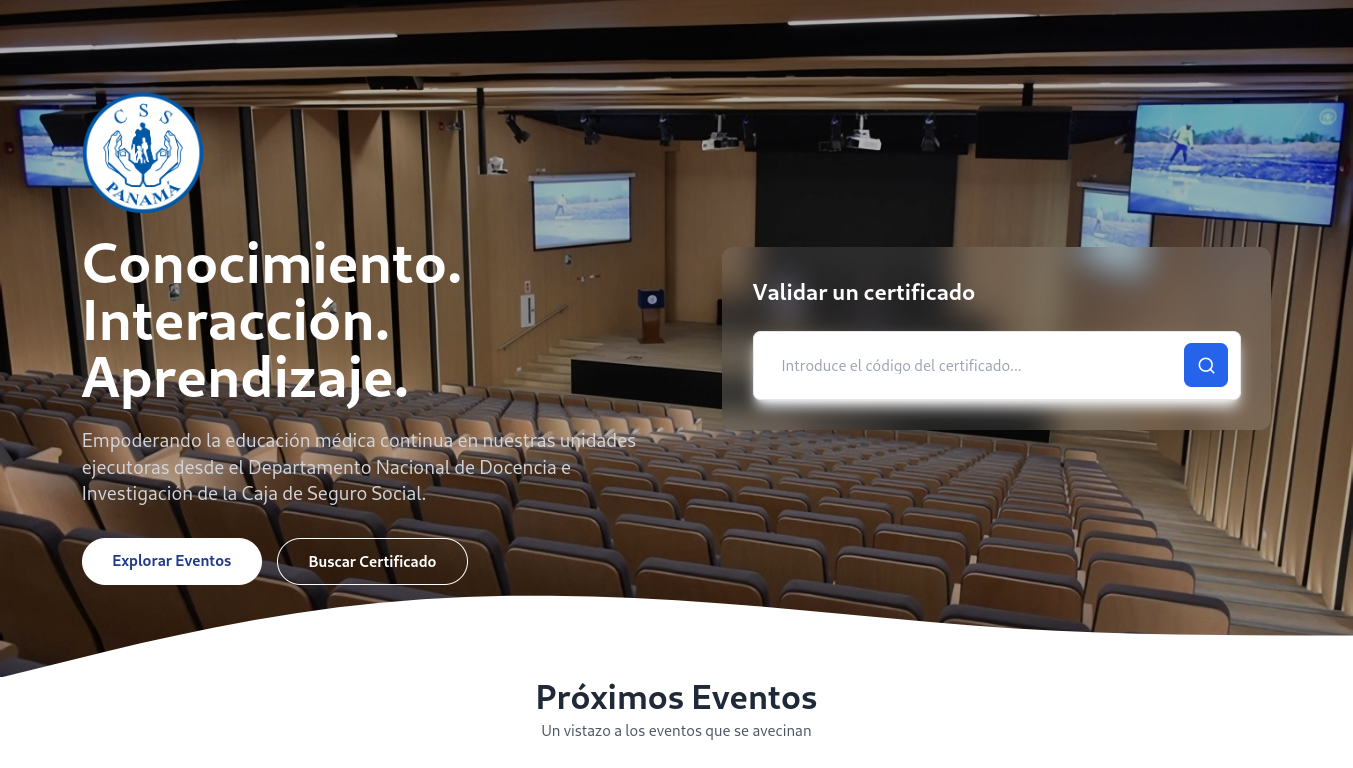 CSS
PANAMÁ
Conocimiento.
Interacción.
Aprendizaje.
Empoderando la educación médica continua en nuestras unidades
ejecutoras desde el Departamento Nacional de Docencia e
Investigación de la Caja de Seguro Social.
Explorar Eventos
Buscar Certificado
Validar un certificado
Introduce el código del certificado...
Próximos Eventos
Un vistazo a los eventos que se avecinan